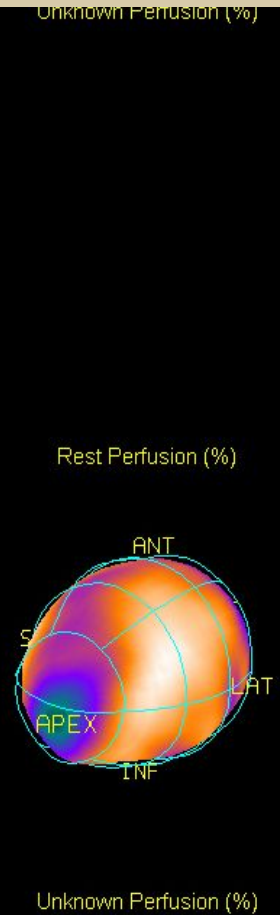 Unknown Perfusion (%)
Rest Perfusion (%)
ANT
S
LAT
APEX
INF
Unknown Perfusion (%)